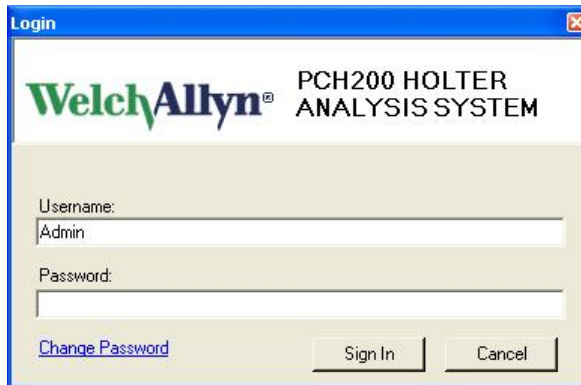 Login
WelchAllyn®
PCH200 HOLTER
ANALYSIS SYSTEM
Username:
Admin
Password:
Change Password
Sign In
Cancel